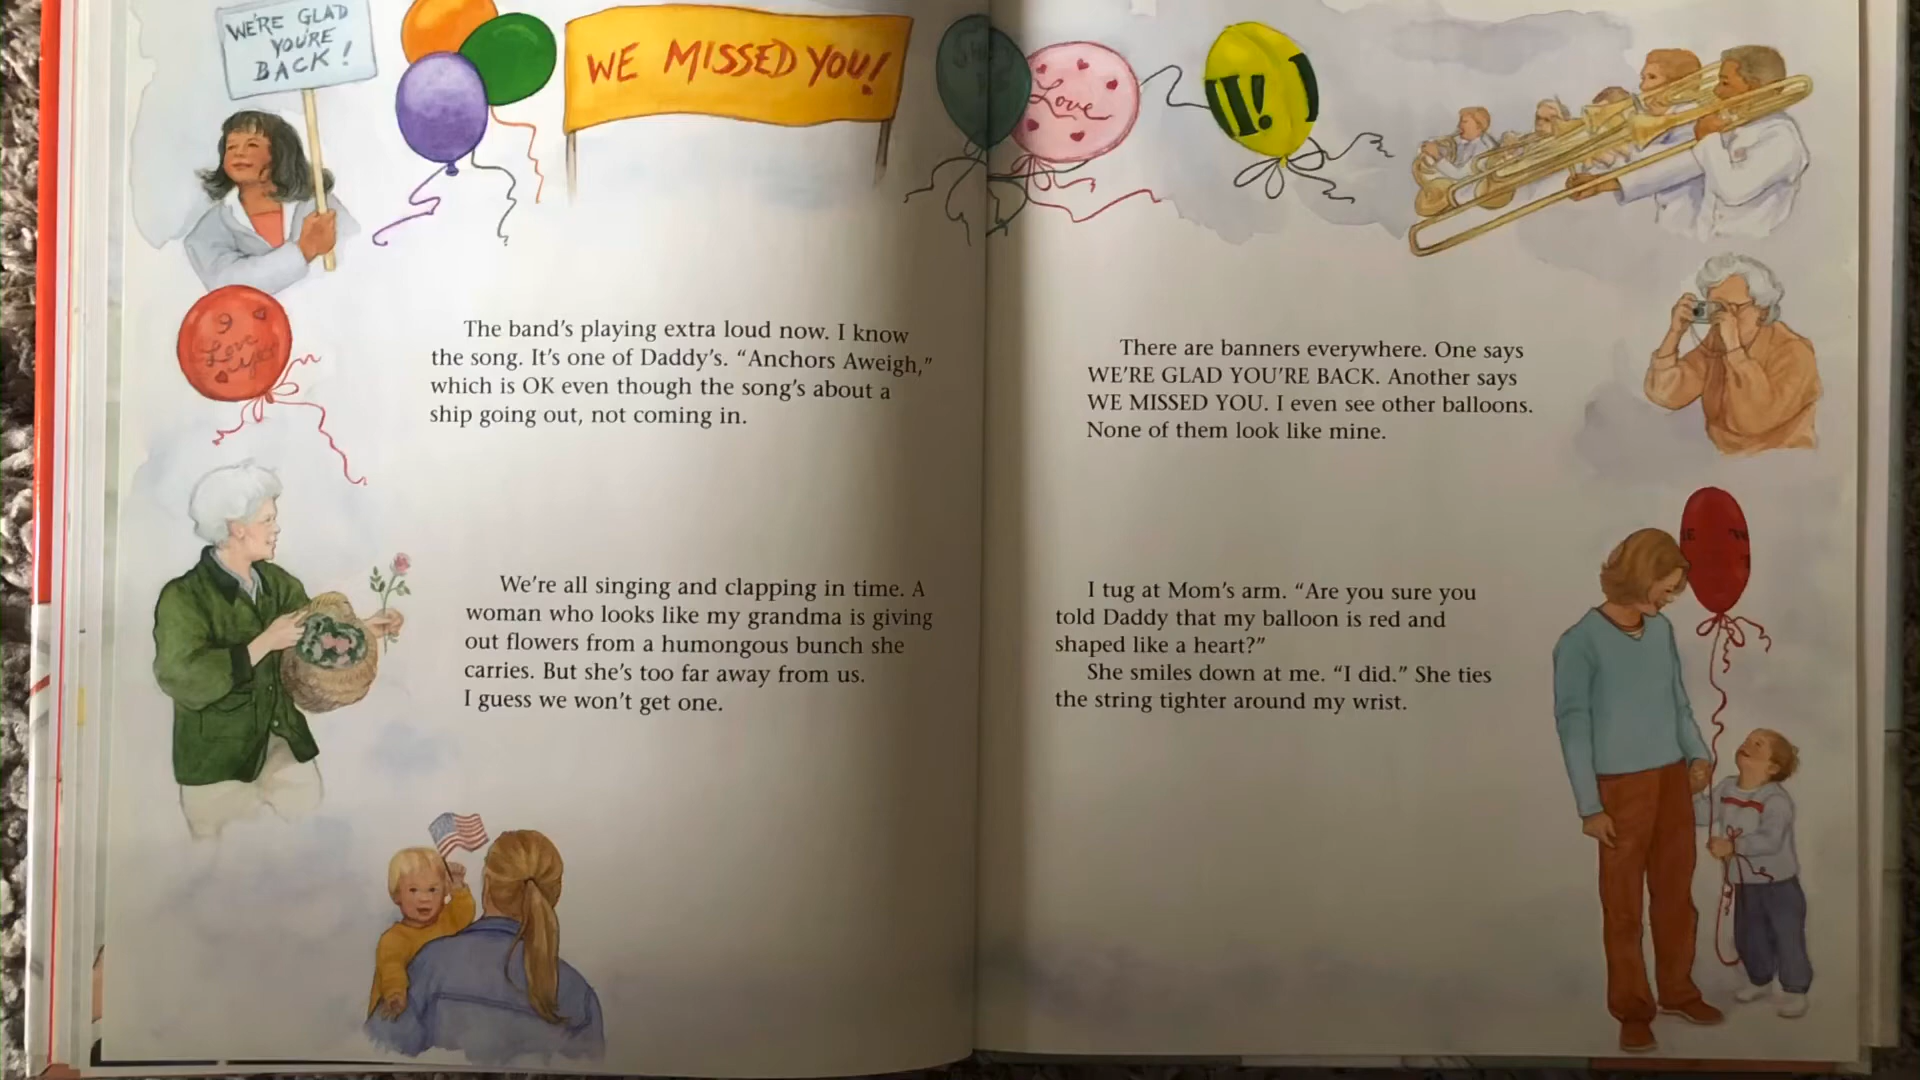 WE'RE GLAD
YOU'RE
BACK!
WE MISSED YOU!
Love
I
Love
You
The band's playing extra loud now. I know
the song. It's one of Daddy's. “Anchors Aweigh,”
which is OK even though the song's about a
ship going out, not coming in.
We're all singing and clapping in time. A
woman who looks like my grandma is giving
out flowers from a humongous bunch she
carries. But she's too far away from us.
I guess we won't get one.
There are banners everywhere. One says
WE'RE GLAD YOU'RE BACK. Another says
WE MISSED YOU. I even see other balloons.
None of them look like mine.
I tug at Mom's arm. “Are you sure you
told Daddy that my balloon is red and
shaped like a heart?”
She smiles down at me. “I did.” She ties
the string tighter around my wrist.